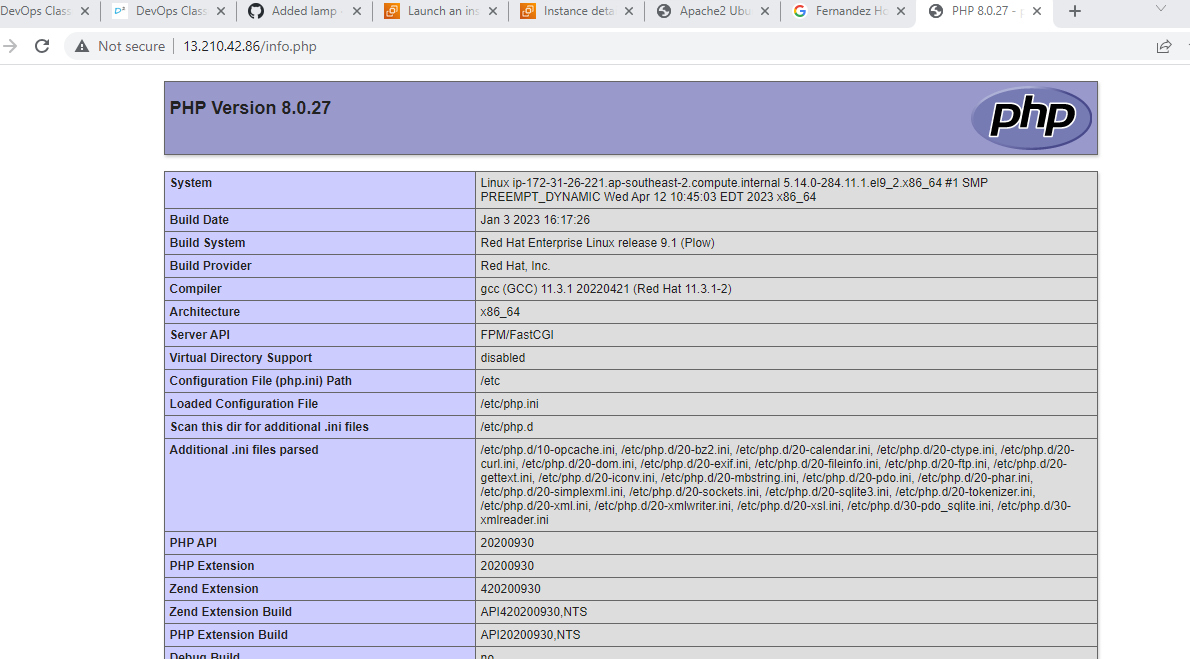 DevOps Class
DevOps Class
Added lamp
Launch an ins
Instance deta
Apache2 Ubu
Fernandez Ho
PHP 8.0.27 - p
Not secure
13.210.42.86/info.php
PHP Version 8.0.27
php
System
Linux ip-172-31-26-221.ap-southeast-2.compute.internal 5.14.0-284.11.1.el9_2.x86_64 #1 SMP
PREEMPT_DYNAMIC Wed Apr 12 10:45:03 EDT 2023 x86_64
Build Date
Jan 3 2023 16:17:26
Build System
Red Hat Enterprise Linux release 9.1 (Plow)
Build Provider
Red Hat, Inc.
Compiler
gcc (GCC) 11.3.1 20220421 (Red Hat 11.3.1-2)
Architecture
x86_64
Server API
FPM/FastCGI
Virtual Directory Support
disabled
Configuration File (php.ini) Path
/etc
Loaded Configuration File
/etc/php.ini
Scan this dir for additional .ini files
/etc/php.d
Additional .ini files parsed
/etc/php.d/10-opcache.ini, /etc/php.d/20-bz2.ini, /etc/php.d/20-calendar.ini, /etc/php.d/20-ctype.ini, /etc/php.d/20-
curl.ini, /etc/php.d/20-dom.ini, /etc/php.d/20-exif.ini, /etc/php.d/20-fileinfo.ini, /etc/php.d/20-ftp.ini, /etc/php.d/20-
gettext.ini, /etc/php.d/20-iconv.ini, /etc/php.d/20-mbstring.ini, /etc/php.d/20-pdo.ini, /etc/php.d/20-phar.ini,
/etc/php.d/20-simplexml.ini, /etc/php.d/20-sockets.ini, /etc/php.d/20-sqlite3.ini, /etc/php.d/20-tokenizer.ini,
/etc/php.d/20-xml.ini, /etc/php.d/20-xmlwriter.ini, /etc/php.d/20-xsl.ini, /etc/php.d/30-pdo_sqlite.ini, /etc/php.d/30-
xmlreader.ini
PHP API
20200930
PHP Extension
20200930
Zend Extension
420200930
Zend Extension Build
API420200930,NTS
PHP Extension Build
API20200930,NTS
Debug Build
no